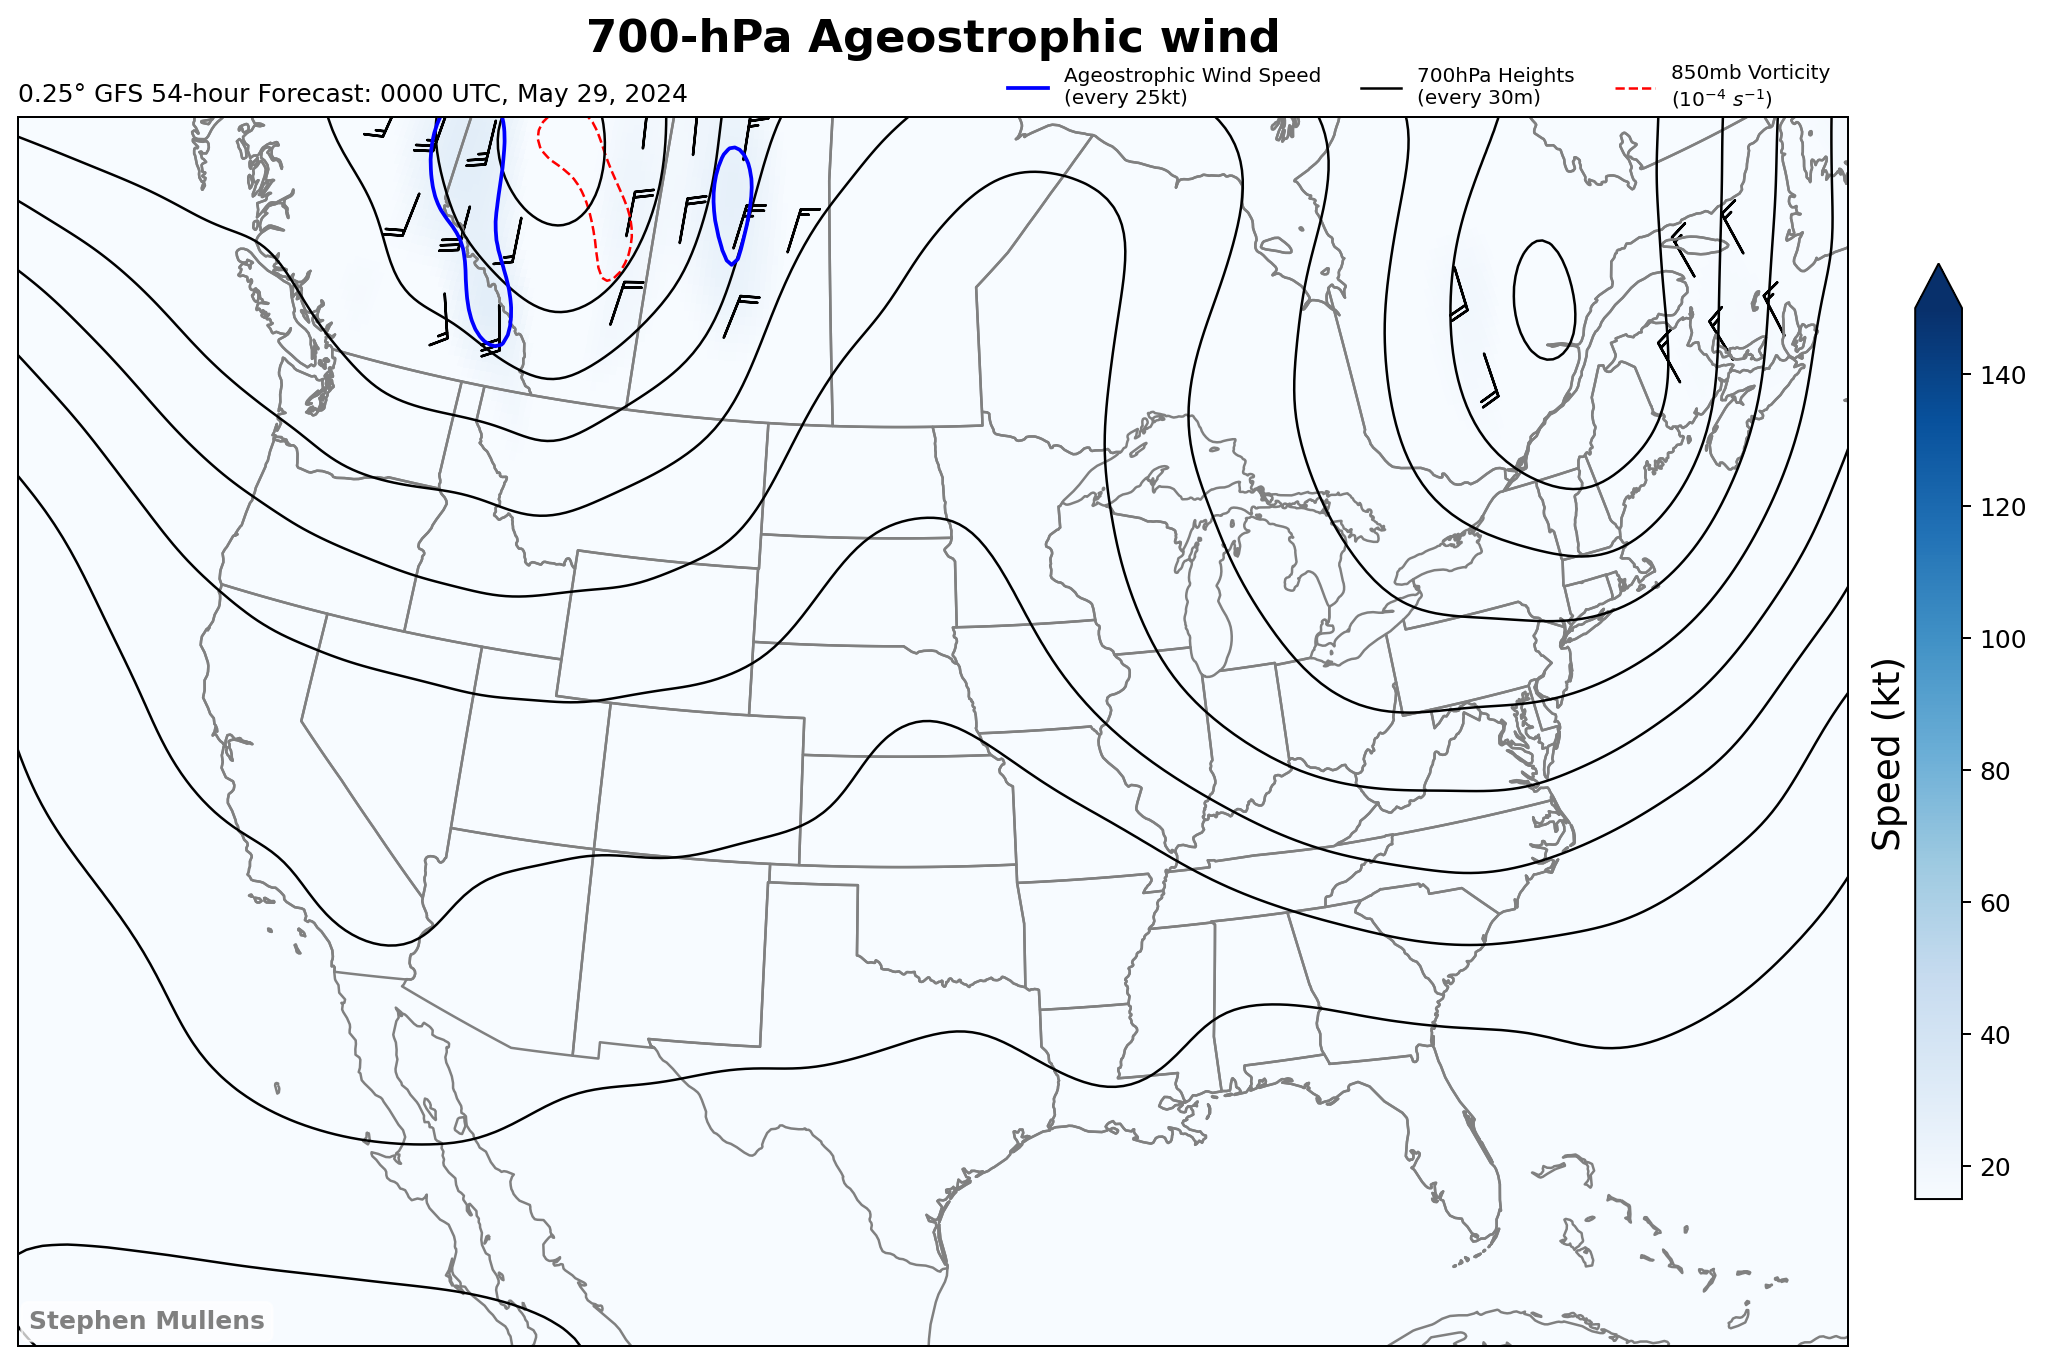 700-hPa Ageostrophic wind
0.25° GFS 54-hour Forecast: 0000 UTC, May 29, 2024
Ageostrophic Wind Speed
(every 25kt)
700hPa Heights
(every 30m)
850mb Vorticity
(10⁻⁴ s⁻¹)
140
120
100
80
60
40
20
Speed (kt)
Stephen Mullens